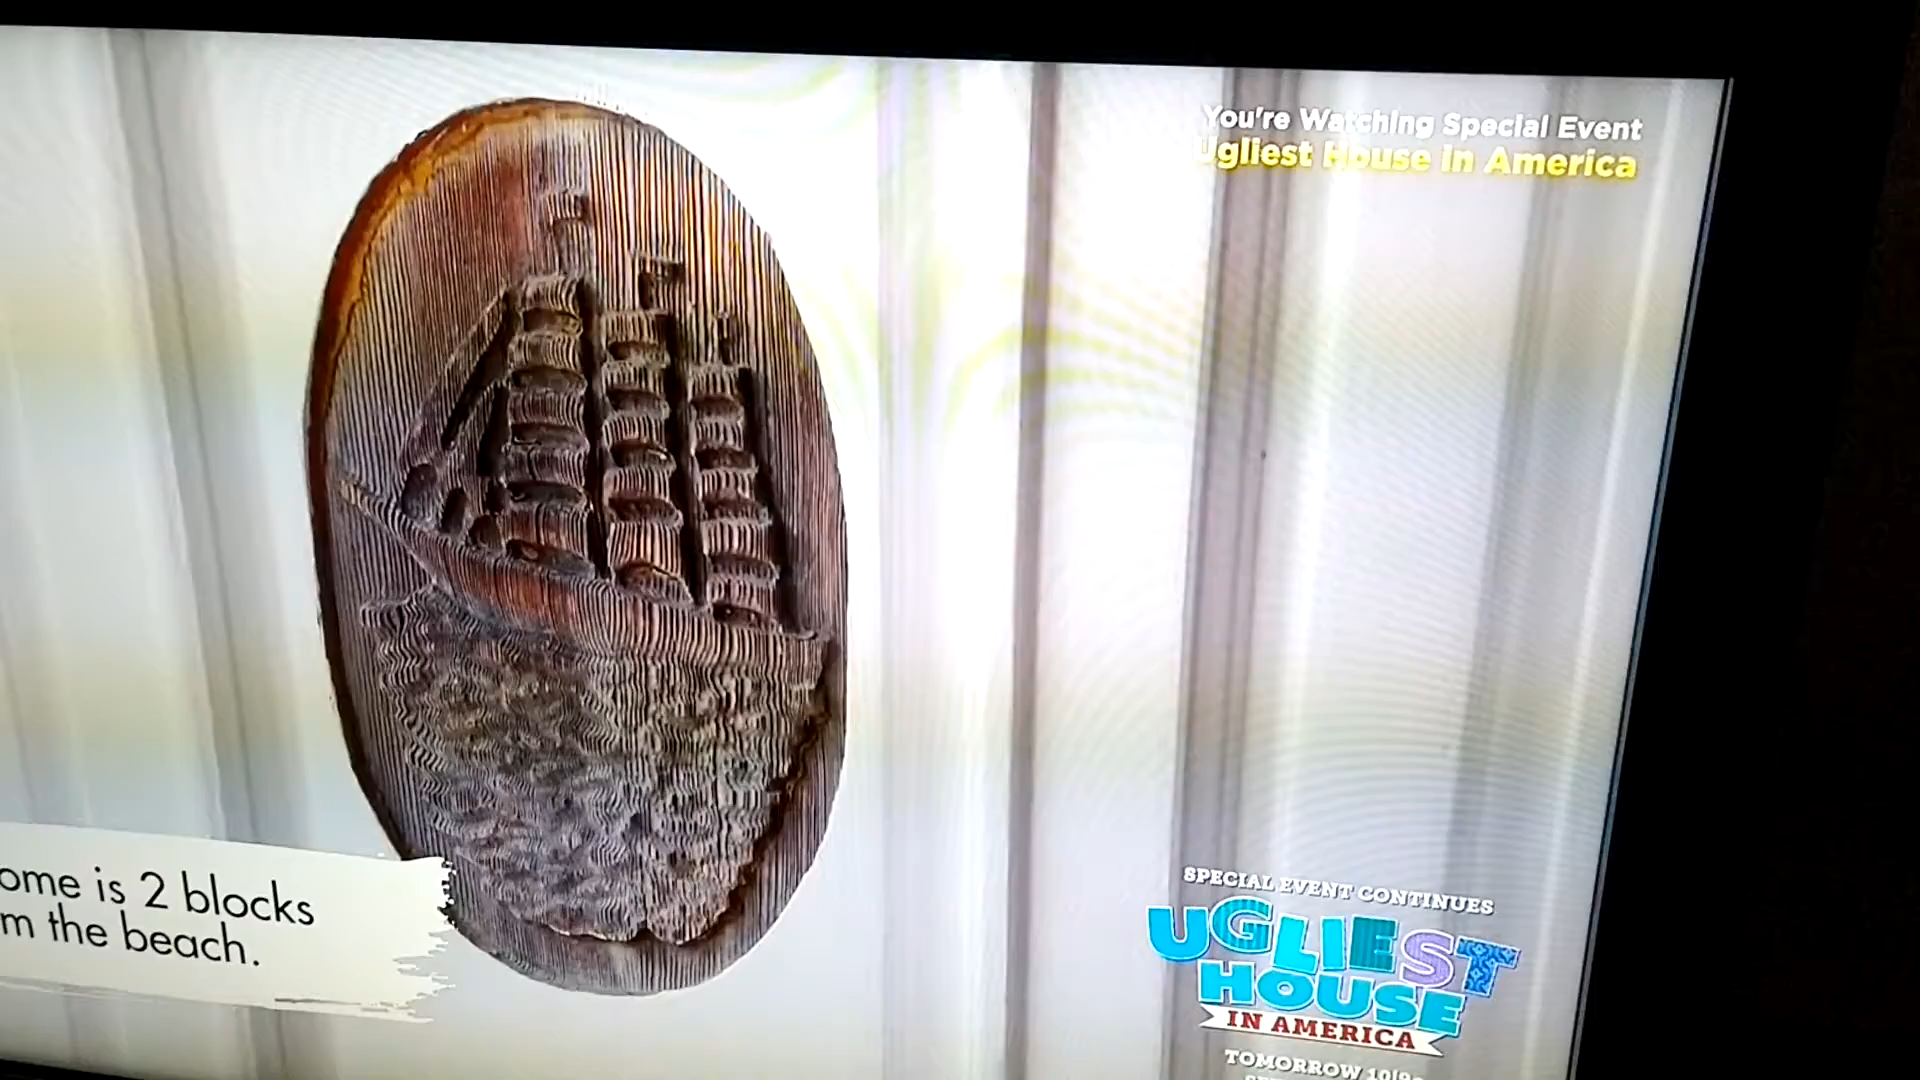 You're Watching Special Event
Ugliest House in America
ome is 2 blocks
m the beach.
SPECIAL EVENT CONTINUES
UGLIEST
HOUSE
IN AMERICA
TOMORROW